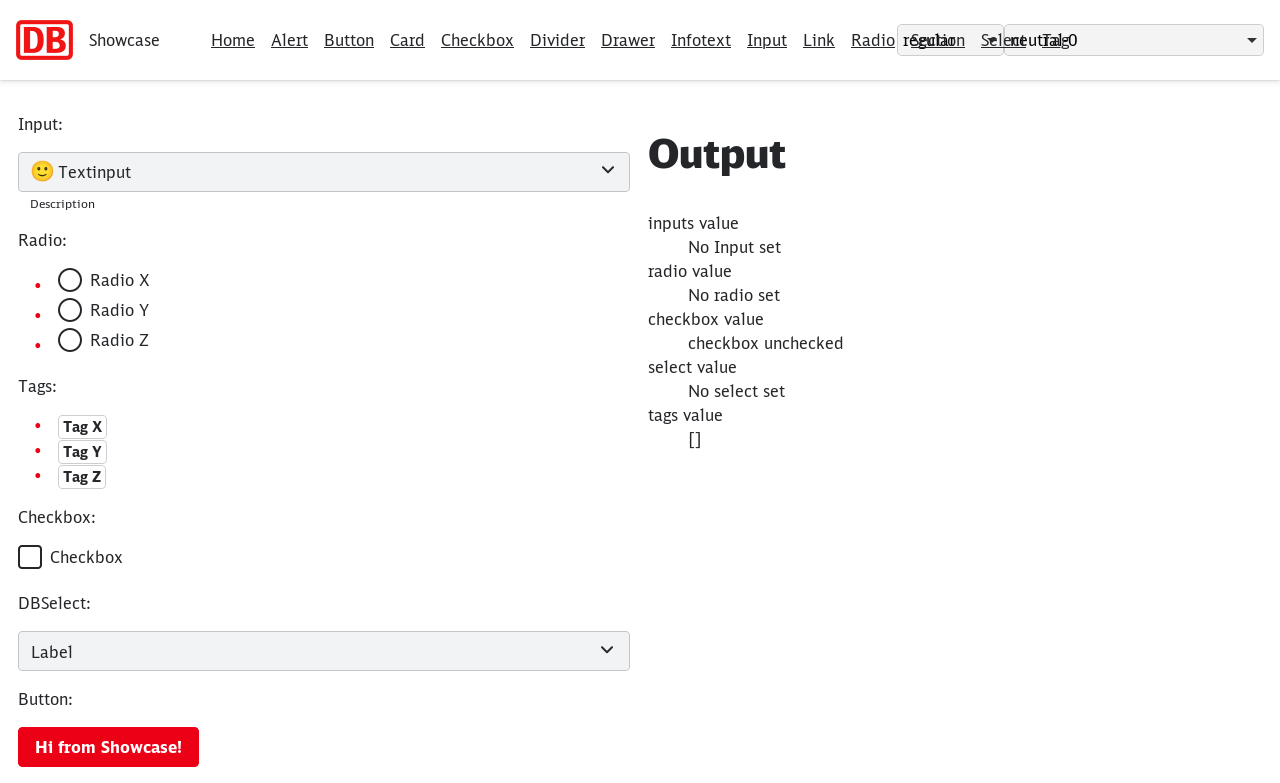 DB Showcase Home Alert Button Card Checkbox Divider Drawer Infotext Input Link Radio Section Select Tag regular neutral-0
Input:
🙂 Textinput
Description
Radio:
Radio X
Radio Y
Radio Z
Tags:
Tag X
Tag Y
Tag Z
Checkbox:
Checkbox
DBSelect:
Label
Button:
Hi from Showcase!
Output
inputs value
No Input set
radio value
No radio set
checkbox value
checkbox unchecked
select value
No select set
tags value
[]